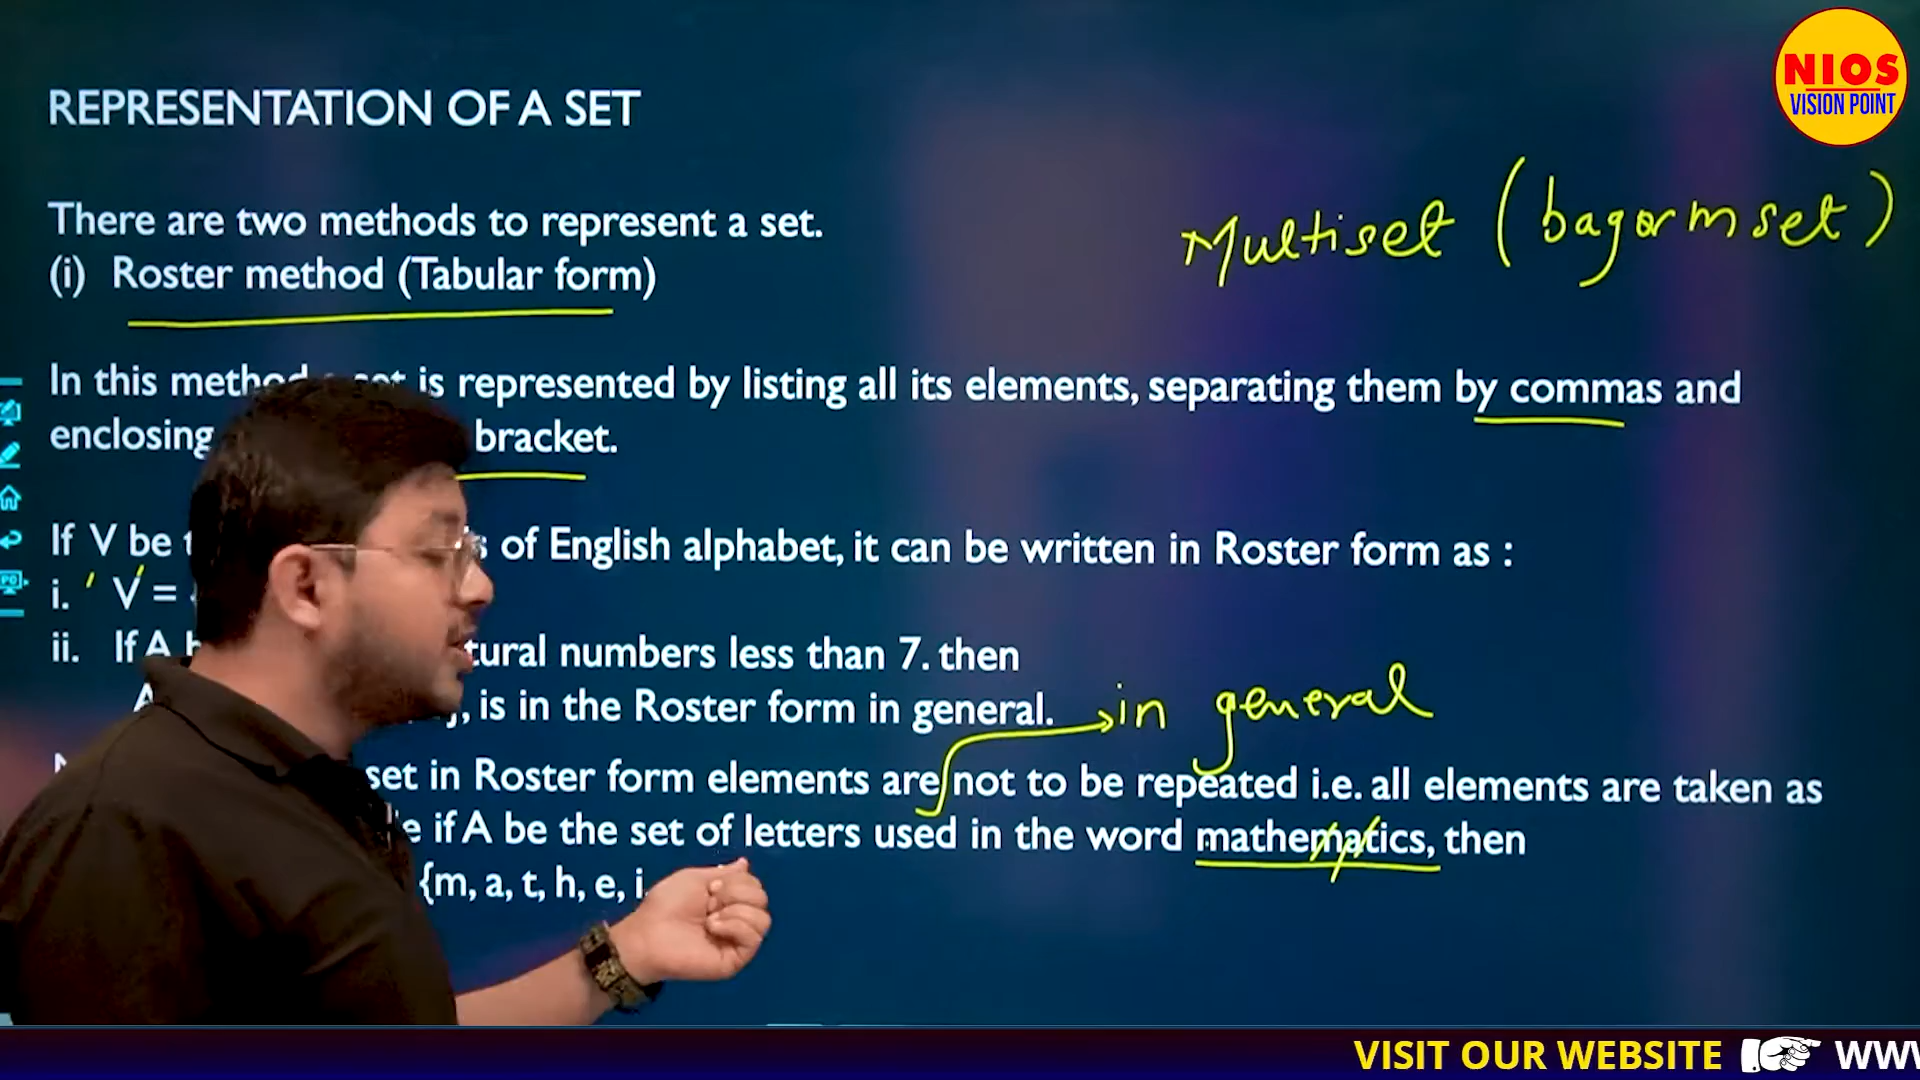 NIOS
VISION POINT
REPRESENTATION OF A SET
Multiset (bag or mset)
There are two methods to represent a set.
(i) Roster method (Tabular form)
In this method set is represented by listing all its elements, separating them by commas and
enclosing bracket.
If V be of English alphabet, it can be written in Roster form as :
i. V =
ii. If A numbers less than 7. then
is in the Roster form in general. in general
set in Roster form elements are not to be repeated i.e. all elements are taken as
if A be the set of letters used in the word mathematics, then
{m, a, t, h, e, i
VISIT OUR WEBSITE WWW